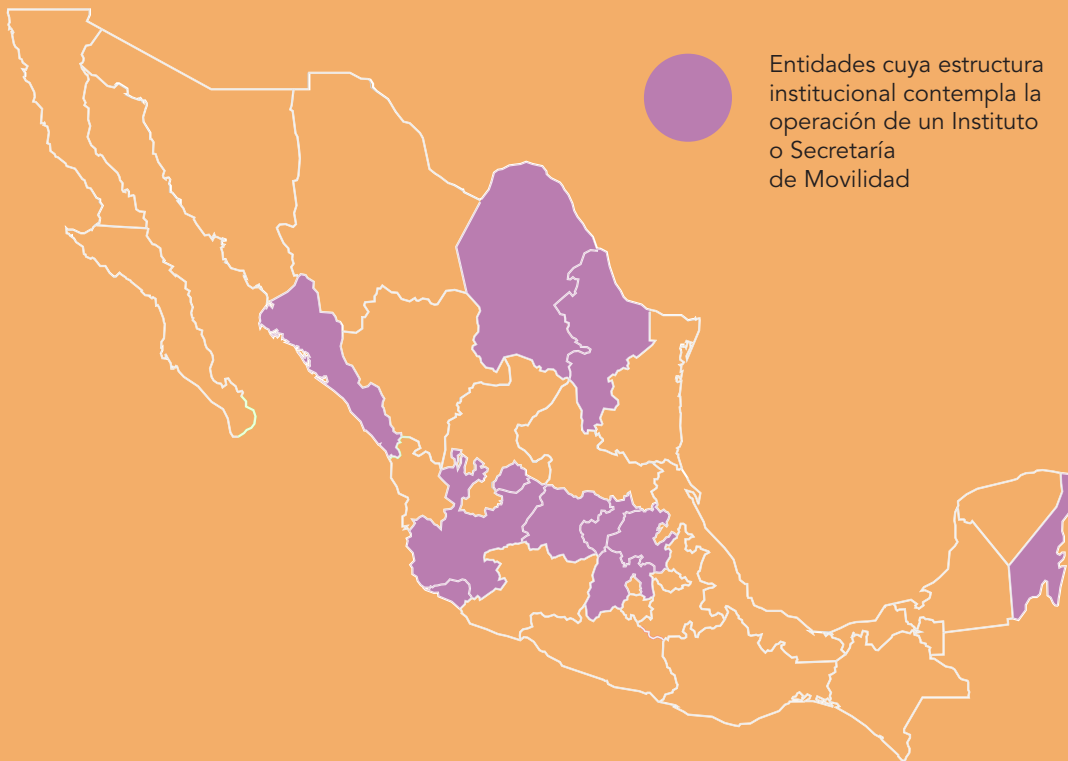 Entidades cuya estructura
institucional contempla la
operación de un Instituto
o Secretaría
de Movilidad